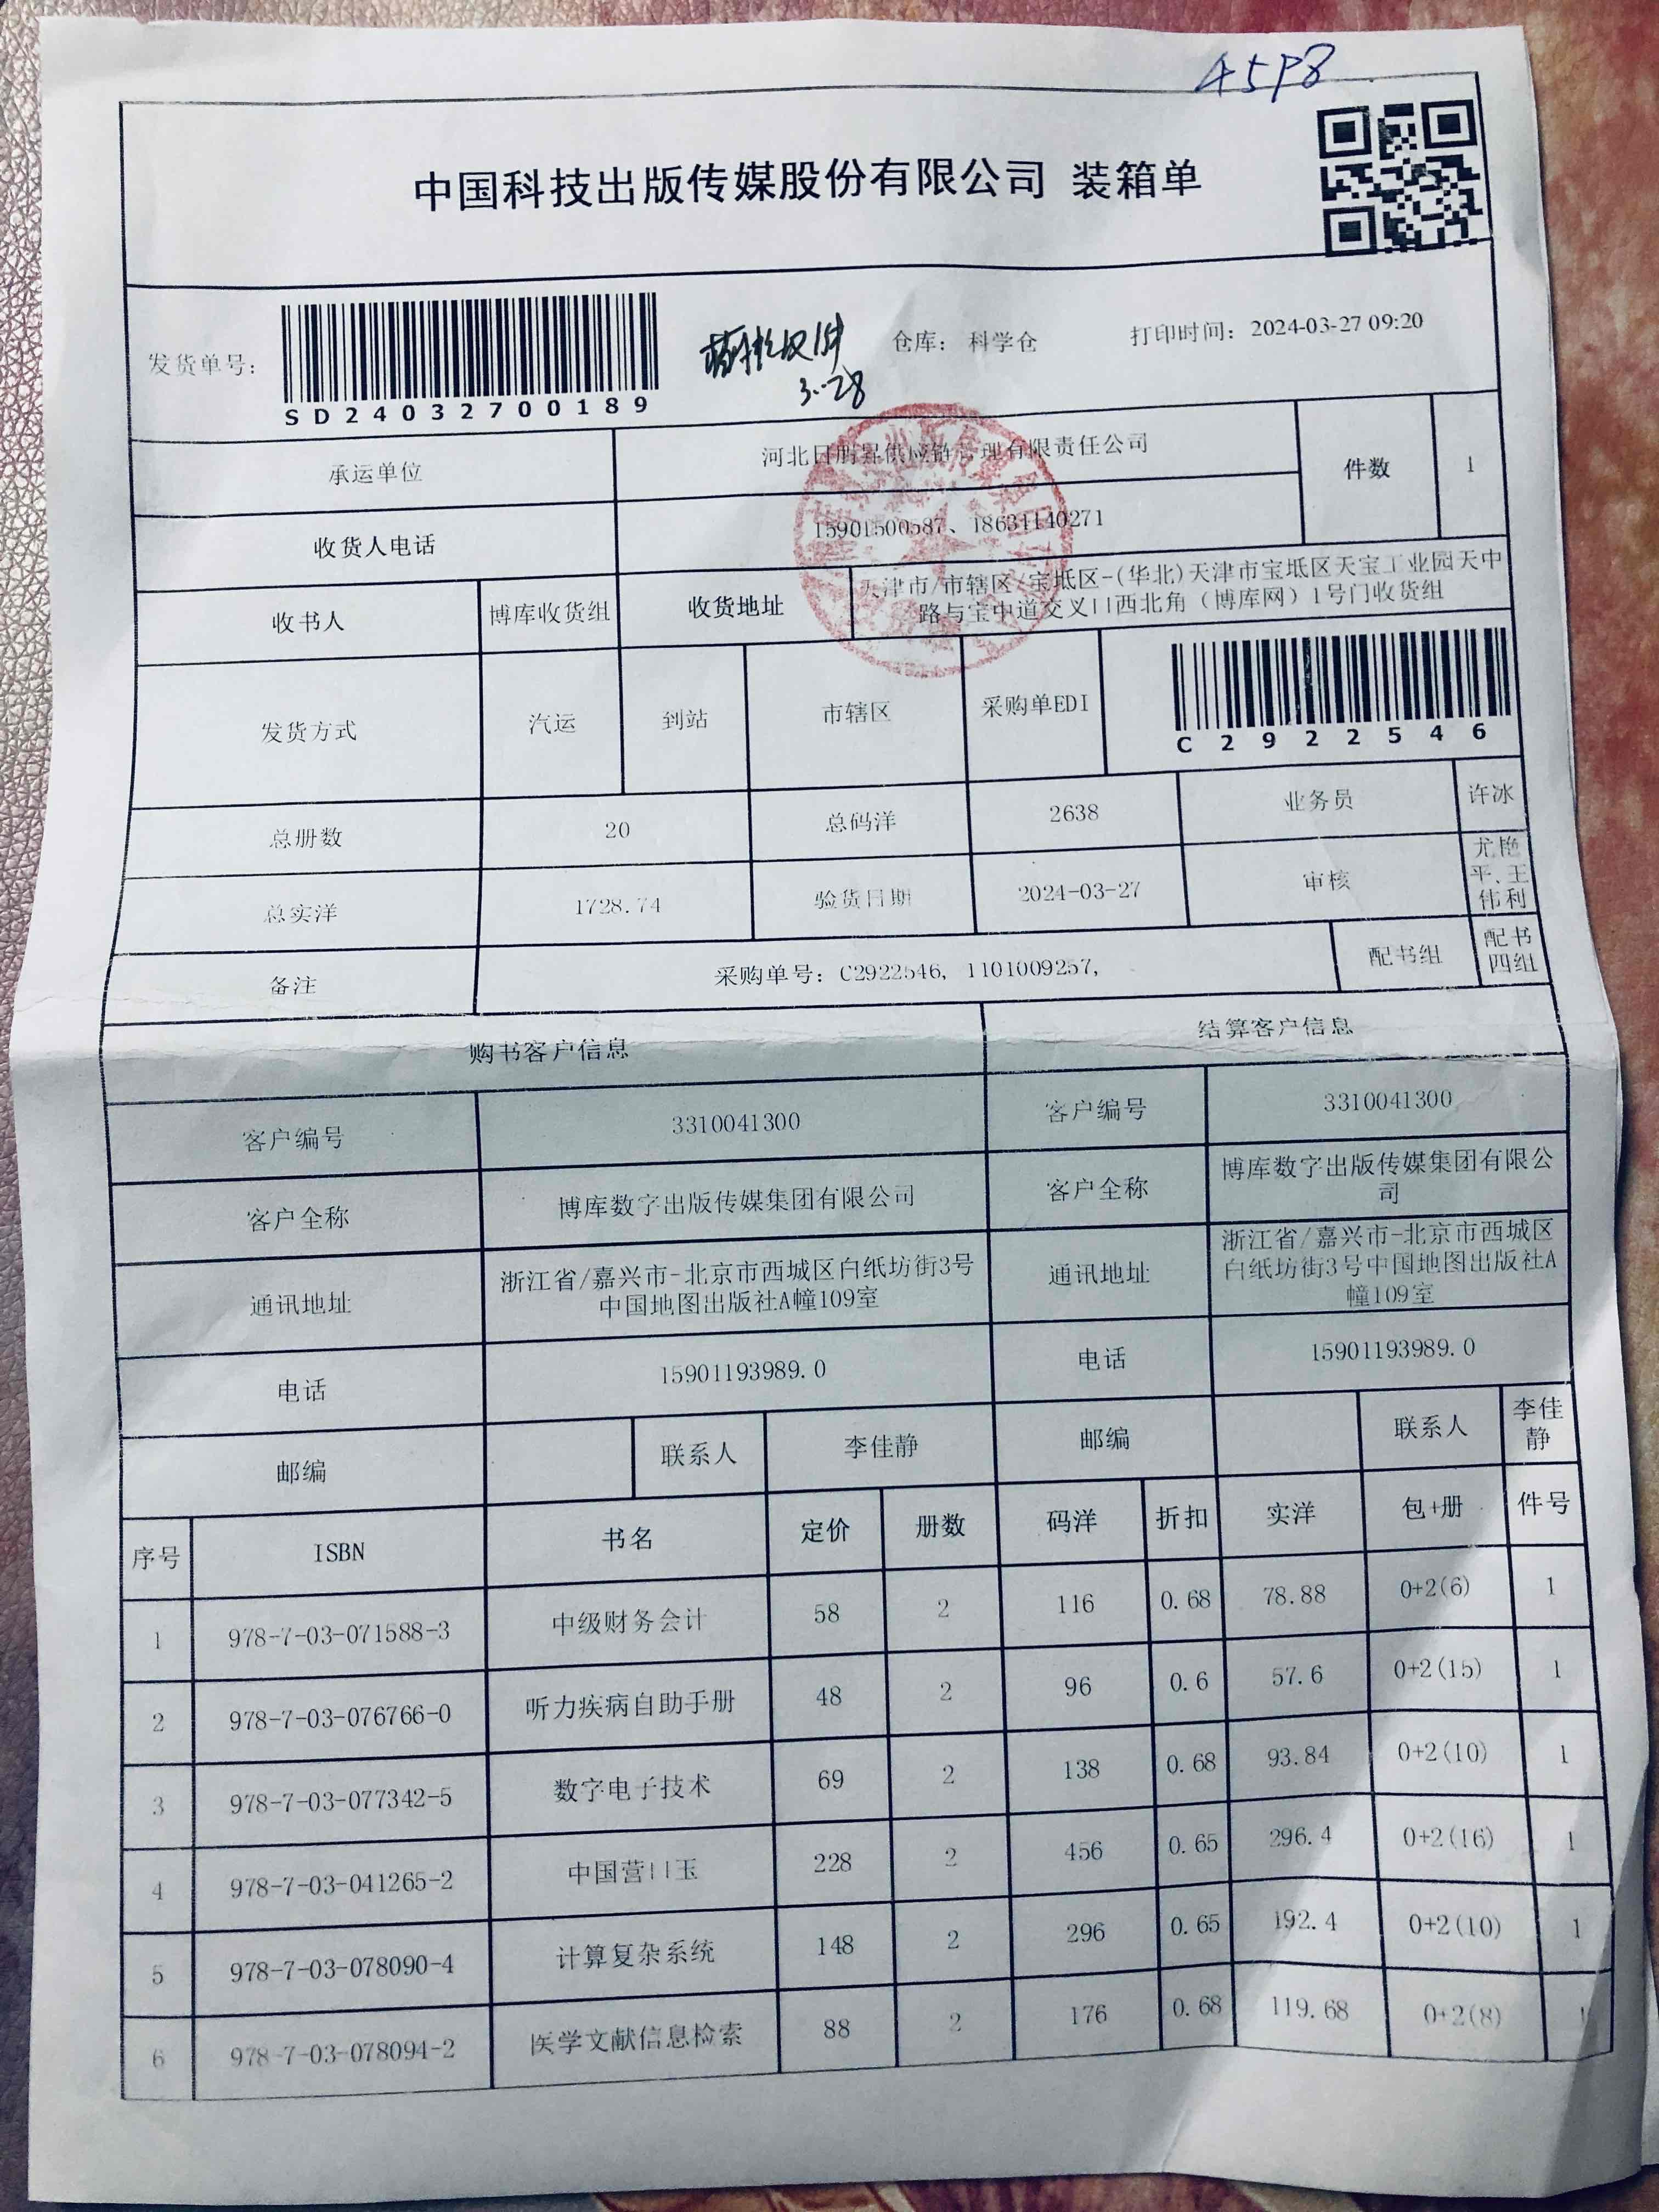 45P8
中国科技出版传媒股份有限公司 装箱单
发货单号：
SD24032700189
3.28
仓库： 科学仓
打印时间：2024-03-27 09:20
承运单位
河北日朋昇供应链管理有限责任公司
件数
1
收货人电话
15901500587、18631140271
收书人
博库收货组
收货地址
天津市/市辖区/宝坻区-(华北)天津市宝坻区天宝工业园天中
路与宝中道交义口西北角（博库网）1号门收货组
发货方式
汽运
到站
市辖区
采购单EDI
C2922546
总册数
20
总码洋
2638
业务员
许冰
总实洋
1728.74
验货日期
2024-03-27
审核
尤艳
平、王
伟利
备注
采购单号：C2922546, 1101009257,
配书组
配书
四组
购书客户信息
结算客户信息
客户编号
3310041300
客户编号
3310041300
客户全称
博库数字出版传媒集团有限公司
客户全称
博库数字出版传媒集团有限公
司
通讯地址
浙江省/嘉兴市-北京市西城区白纸坊街3号
中国地图出版社A幢109室
通讯地址
浙江省/嘉兴市-北京市西城区
白纸坊街3号中国地图出版社A
幢109室
电话
15901193989.0
电话
15901193989.0
邮编
联系人
李佳静
邮编
联系人
李佳
静
序号 ISBN 书名 定价 册数 码洋 折扣 实洋 包+册 件号
1 978-7-03-071588-3 中级财务会计 58 2 116 0.68 78.88 0+2(6) 1
2 978-7-03-076766-0 听力疾病自助手册 48 2 96 0.6 57.6 0+2(15) 1
3 978-7-03-077342-5 数字电子技术 69 2 138 0.68 93.84 0+2(10) 1
4 978-7-03-041265-2 中国营口玉 228 2 456 0.65 296.4 0+2(16) 1
5 978-7-03-078090-4 计算复杂系统 148 2 296 0.65 192.4 0+2(10) 1
6 978-7-03-078094-2 医学文献信息检索 88 2 176 0.68 119.68 0+2(8) 1